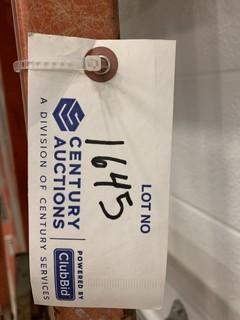 LOT NO
1645
CENTURY
AUCTIONS
A DIVISION OF CENTURY SERVICES
POWERED BY
ClubBid